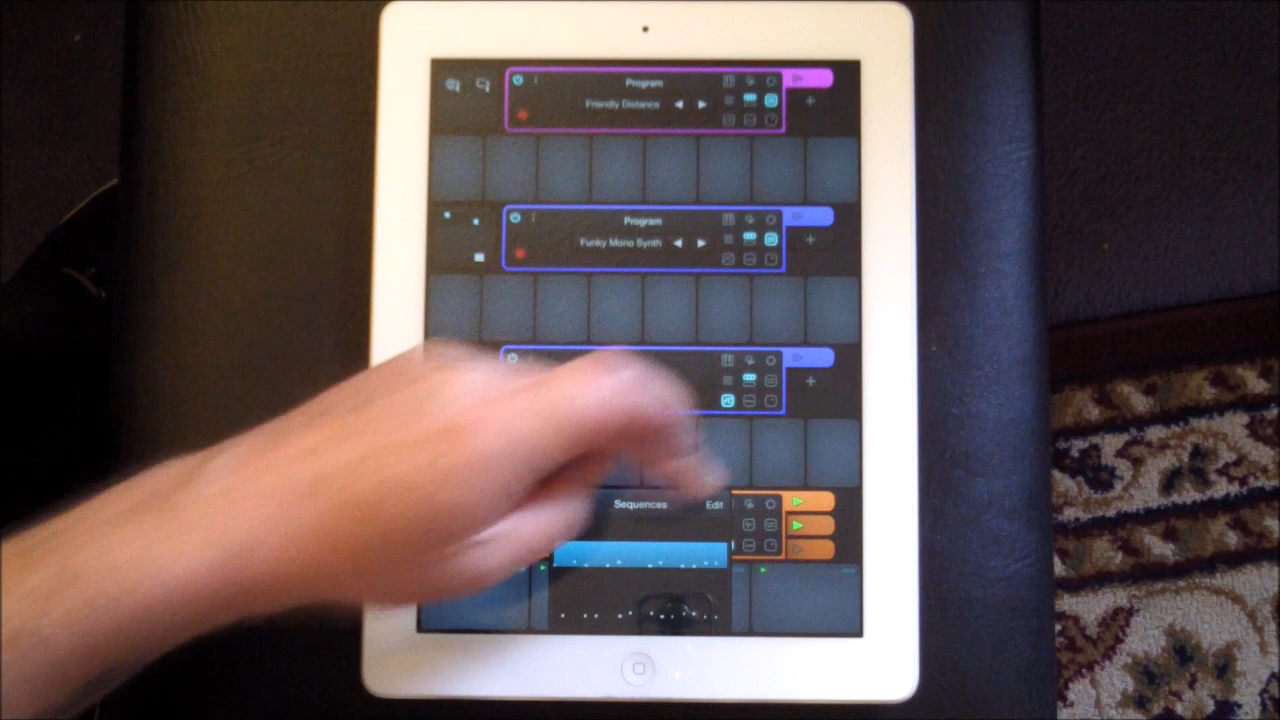 Program
Friendly Distance
Program
Funky Mono Synth
Sequences
Edit